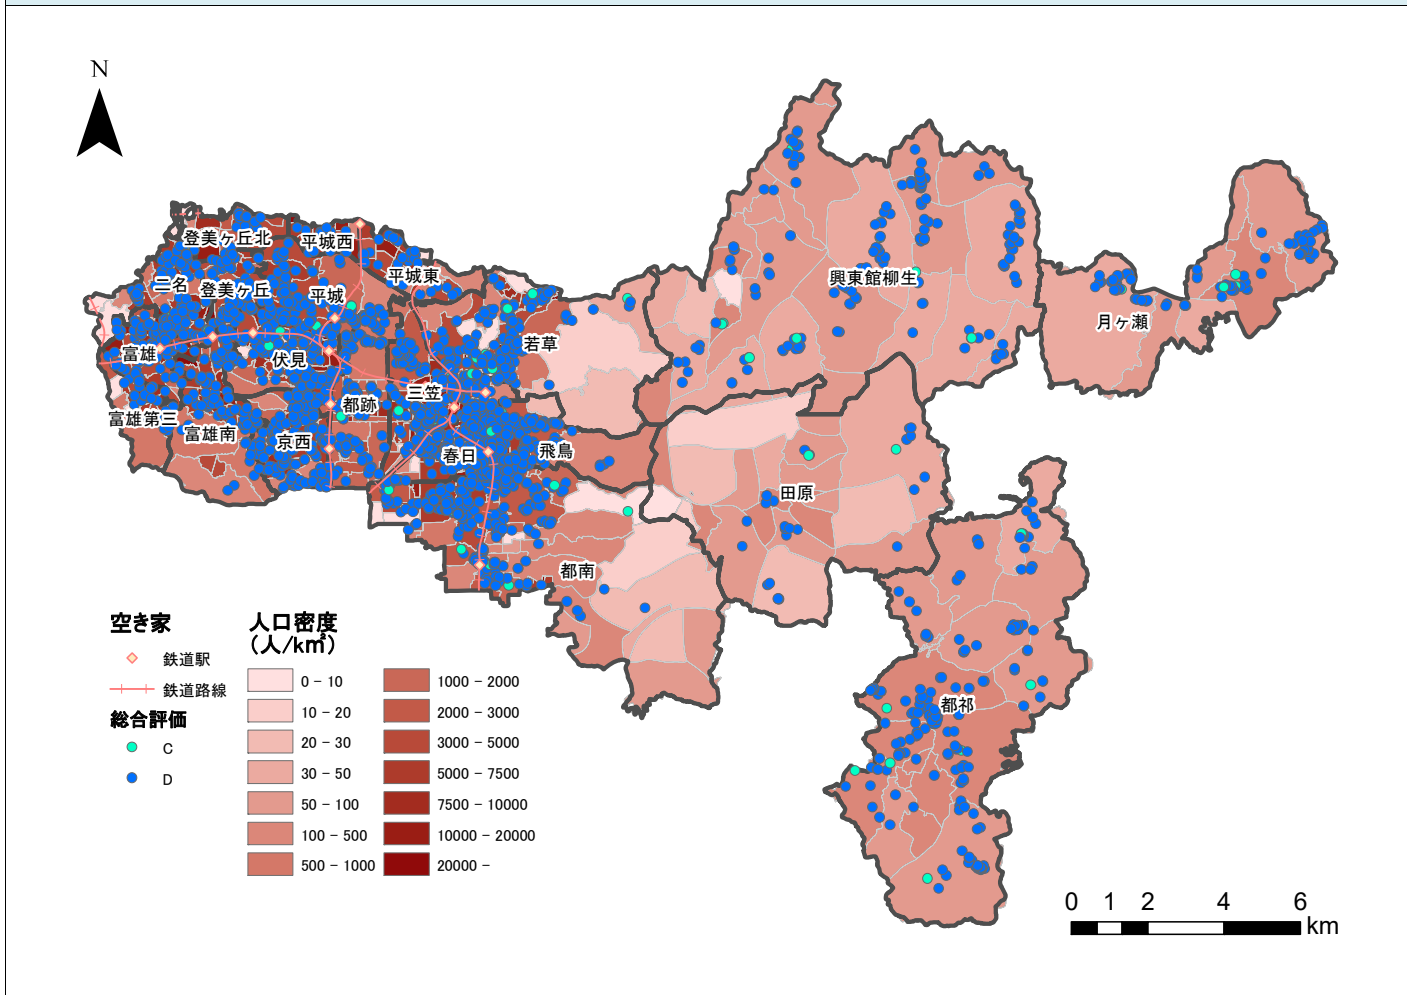 N
登美ヶ丘北
平城西
平城東
二名
登美ヶ丘
平城
興東館柳生
月ヶ瀬
富雄
伏見
若草
三笠
都跡
富雄第三
富雄南
京西
春日
飛鳥
田原
都南
都祁
空き家
鉄道駅
鉄道路線
総合評価
C
D
人口密度
(人/k㎡)
0 - 10
10 - 20
20 - 30
30 - 50
50 - 100
100 - 500
500 - 1000
1000 - 2000
2000 - 3000
3000 - 5000
5000 - 7500
7500 - 10000
10000 - 20000
20000 -
0 1 2 4 6
km